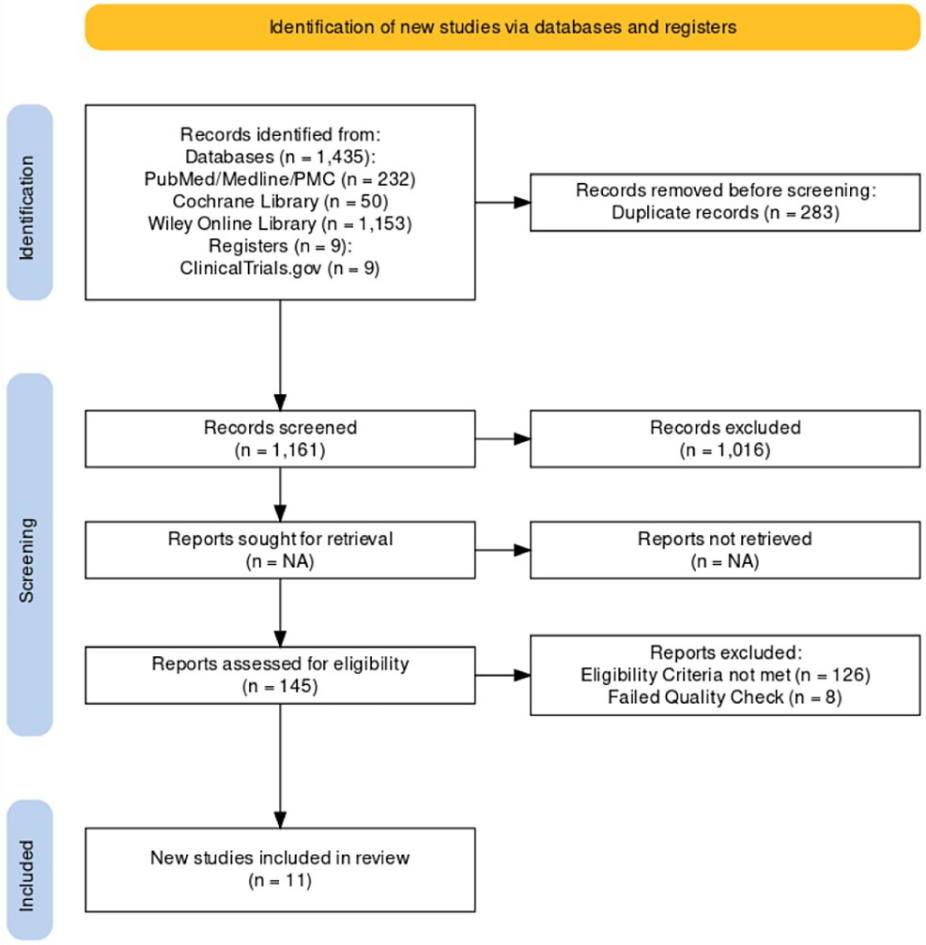 Identification of new studies via databases and registers
Identification
Records identified from:
Databases (n = 1,435):
PubMed/Medline/PMC (n = 232)
Cochrane Library (n = 50)
Wiley Online Library (n = 1,153)
Registers (n = 9):
ClinicalTrials.gov (n = 9)
Records removed before screening:
Duplicate records (n = 283)
Screening
Records screened
(n = 1,161)
Records excluded
(n = 1,016)
Reports sought for retrieval
(n = NA)
Reports not retrieved
(n = NA)
Reports assessed for eligibility
(n = 145)
Reports excluded:
Eligibility Criteria not met (n = 126)
Failed Quality Check (n = 8)
Included
New studies included in review
(n = 11)